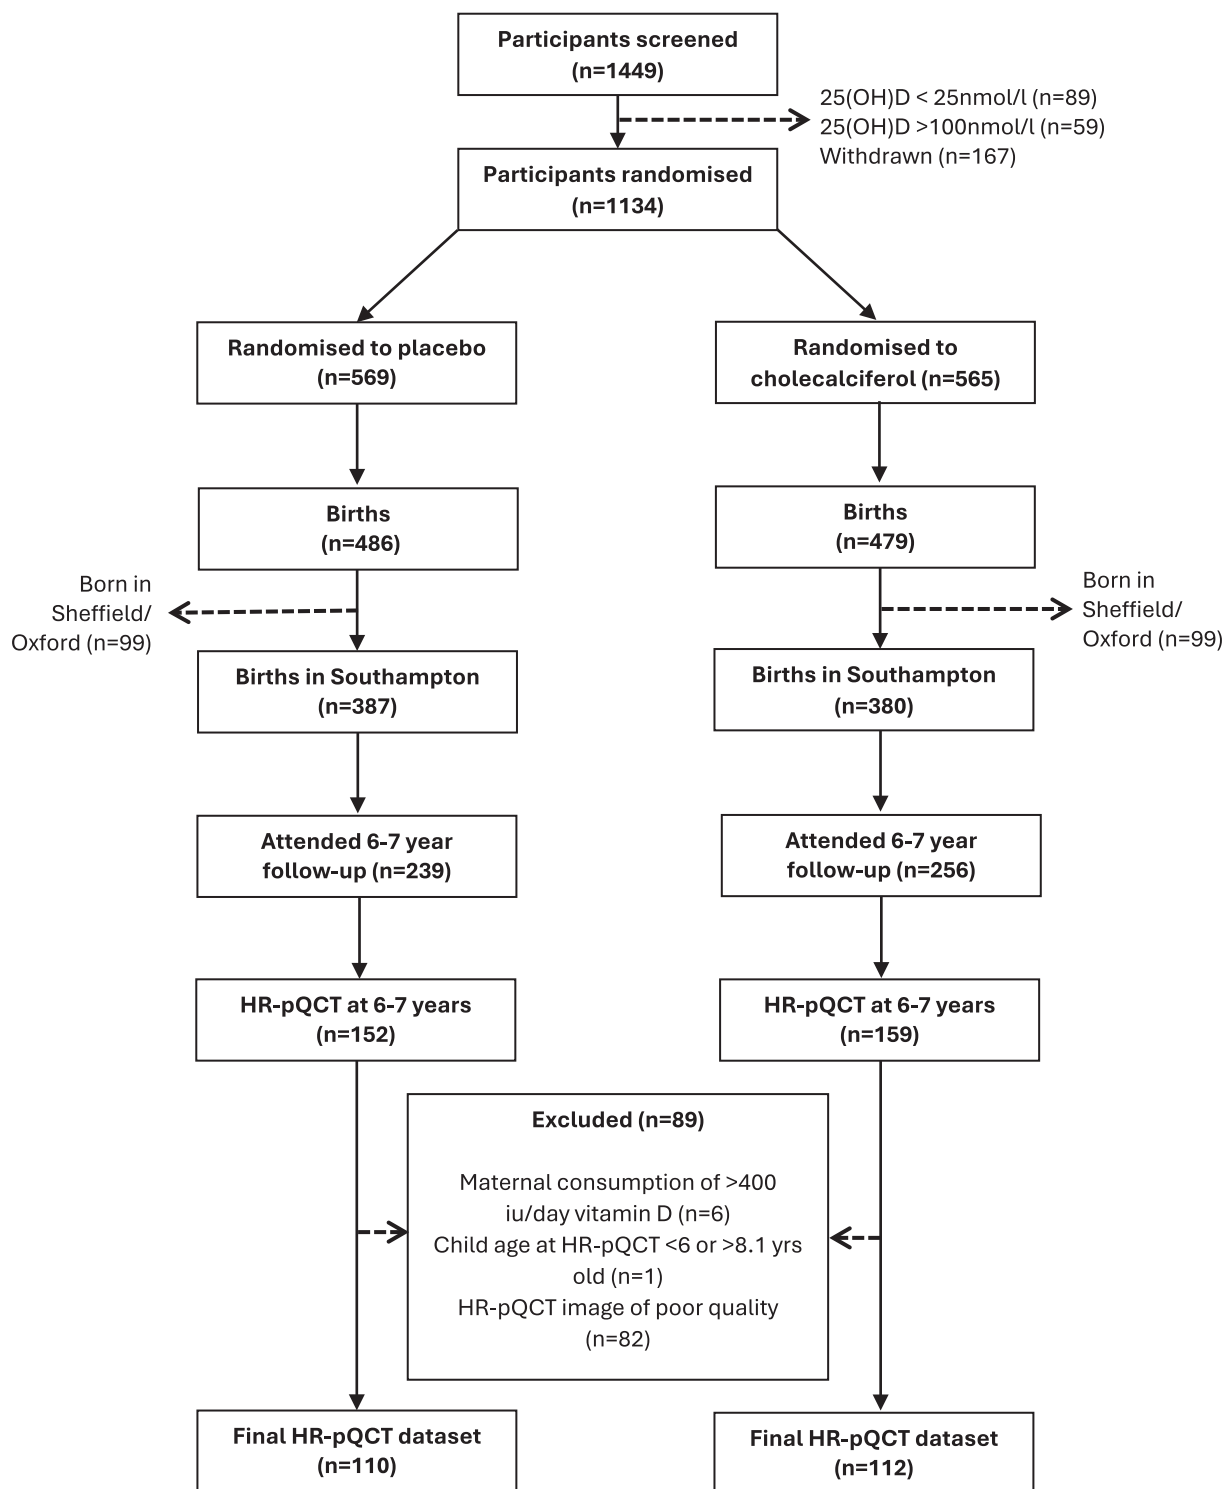 Participants screened
(n=1449)
25(OH)D < 25nmol/l (n=89)
25(OH)D >100nmol/l (n=59)
Withdrawn (n=167)
Participants randomised
(n=1134)
Randomised to placebo
(n=569)
Randomised to
cholecalciferol (n=565)
Births
(n=486)
Births
(n=479)
Born in
Sheffield/
Oxford (n=99)
Born in
Sheffield/
Oxford (n=99)
Births in Southampton
(n=387)
Births in Southampton
(n=380)
Attended 6-7 year
follow-up (n=239)
Attended 6-7 year
follow-up (n=256)
HR-pQCT at 6-7 years
(n=152)
HR-pQCT at 6-7 years
(n=159)
Excluded (n=89)
Maternal consumption of >400
iu/day vitamin D (n=6)
Child age at HR-pQCT <6 or >8.1 yrs
old (n=1)
HR-pQCT image of poor quality
(n=82)
Final HR-pQCT dataset
(n=110)
Final HR-pQCT dataset
(n=112)